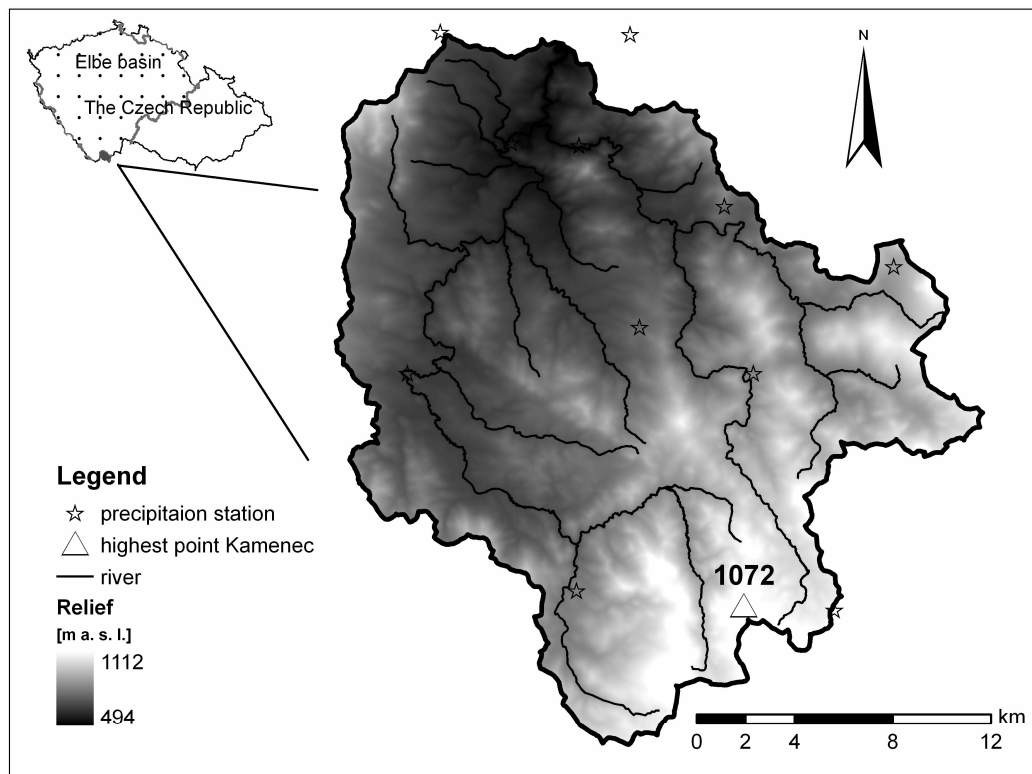 Elbe basin
The Czech Republic
N
Legend
precipitaion station
highest point Kamenec
river
Relief
[m a. s. l.]
1112
494
1072
km
0 2 4 8 12